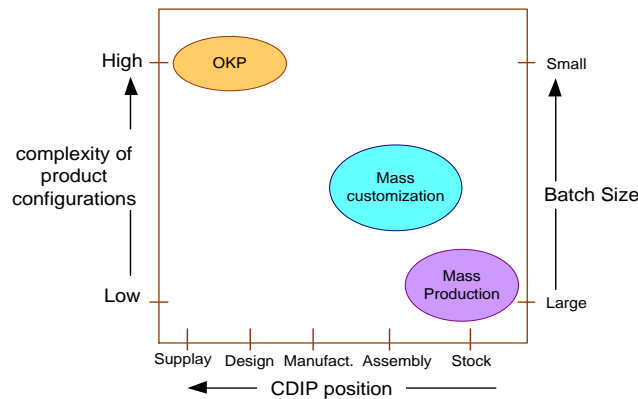 High
OKP
Small
complexity of
product
configurations
Mass
customization
Batch Size
Mass
Production
Low
Large
Supplay
Design
Manufact.
Assembly
Stock
CDIP position